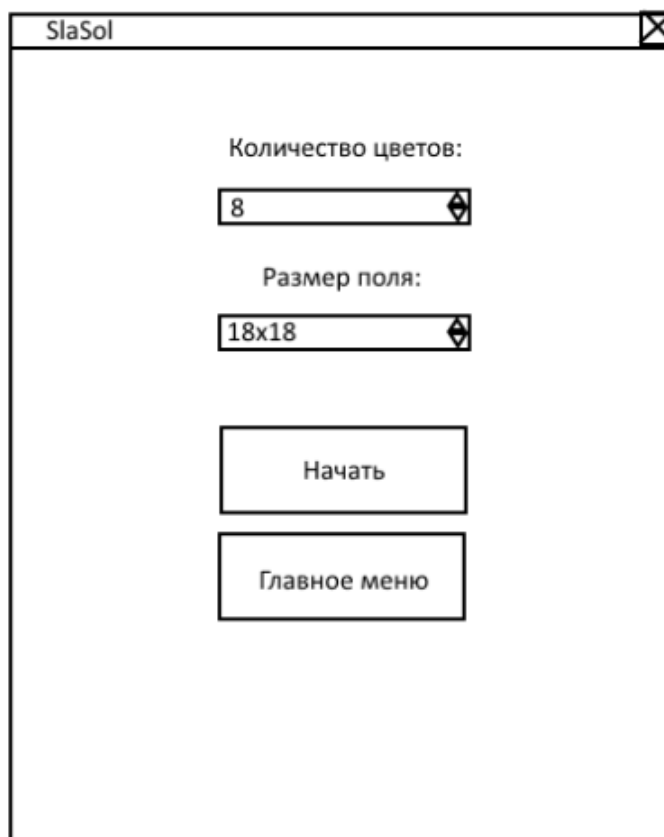 SlaSol
Количество цветов:
8
Размер поля:
18x18
Начать
Главное меню